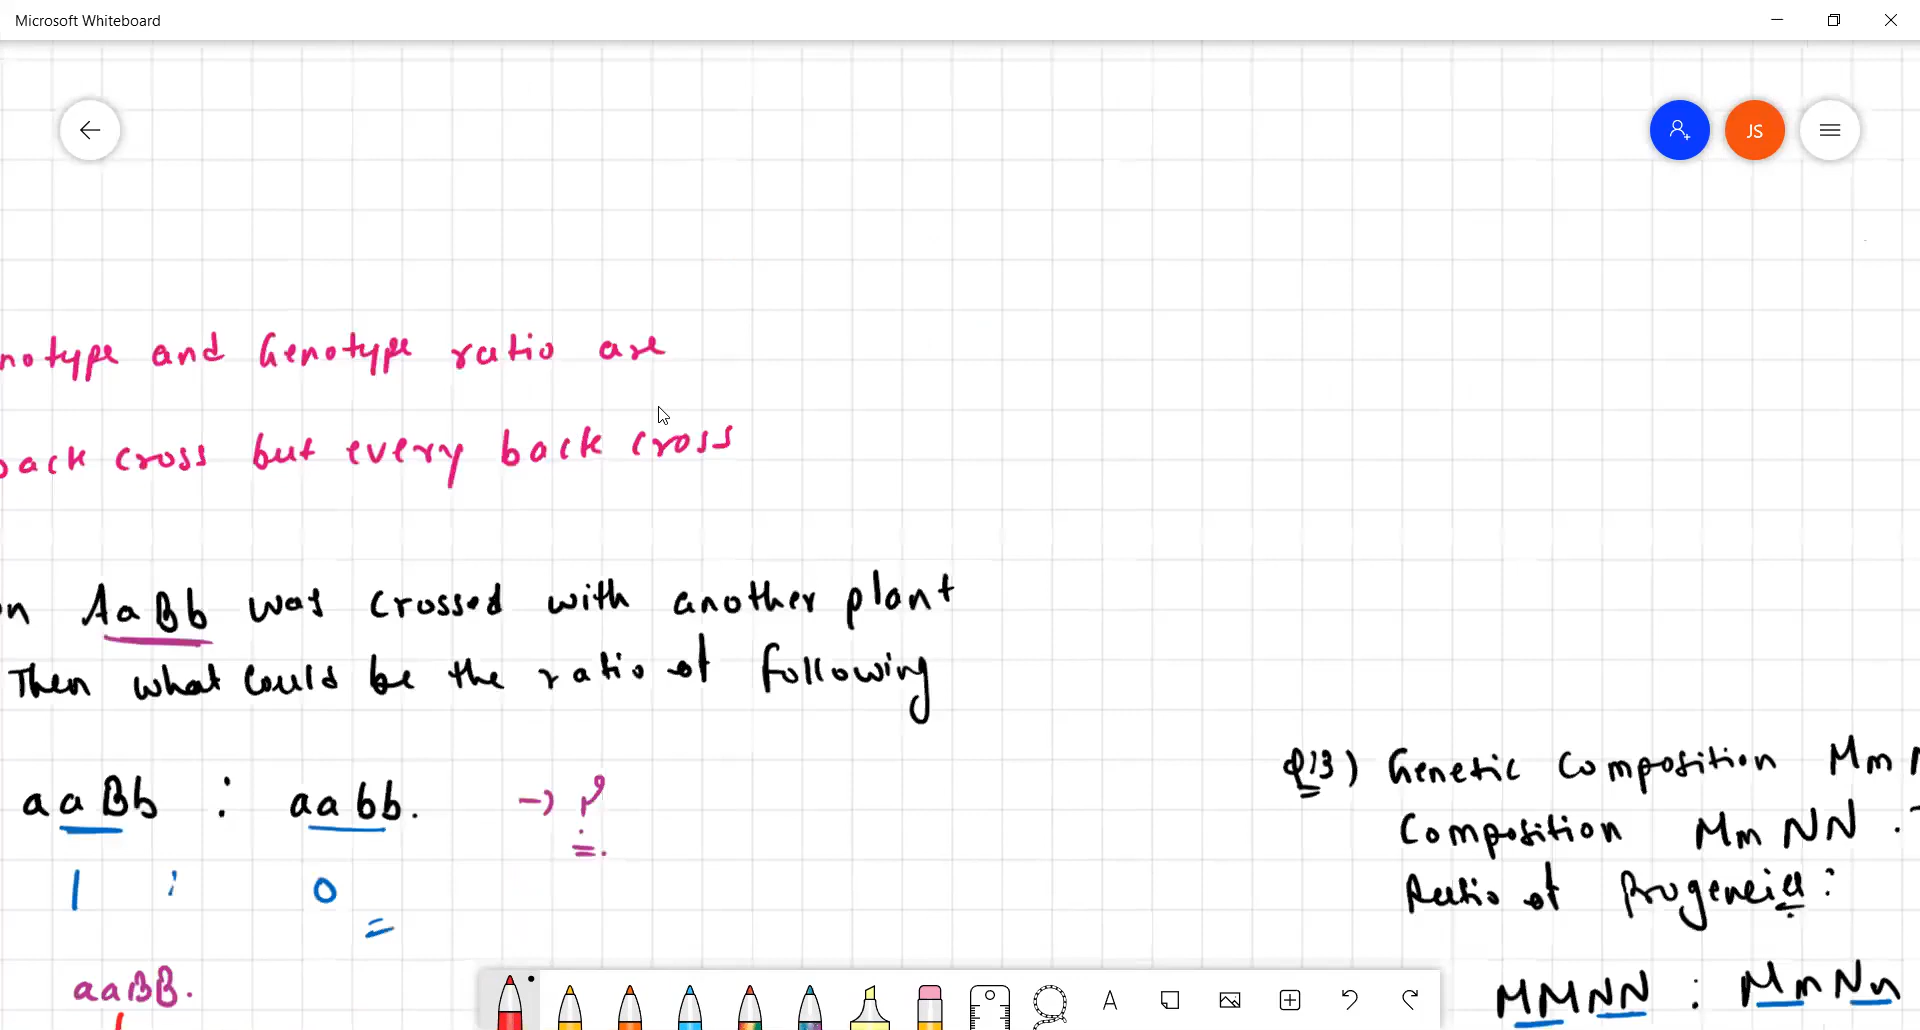 Microsoft Whiteboard
JS
notype and Genotype ratio are
back cross but every back cross
on AaBb was crossed with another plant
Then what could be the ratio of following
aaBb : aabb. → ?
1 : 0
aaBB.
Q13) Genetic Composition Mm
Composition MmNN .
Ratio of Progenies:
MMNN : MmNn
A